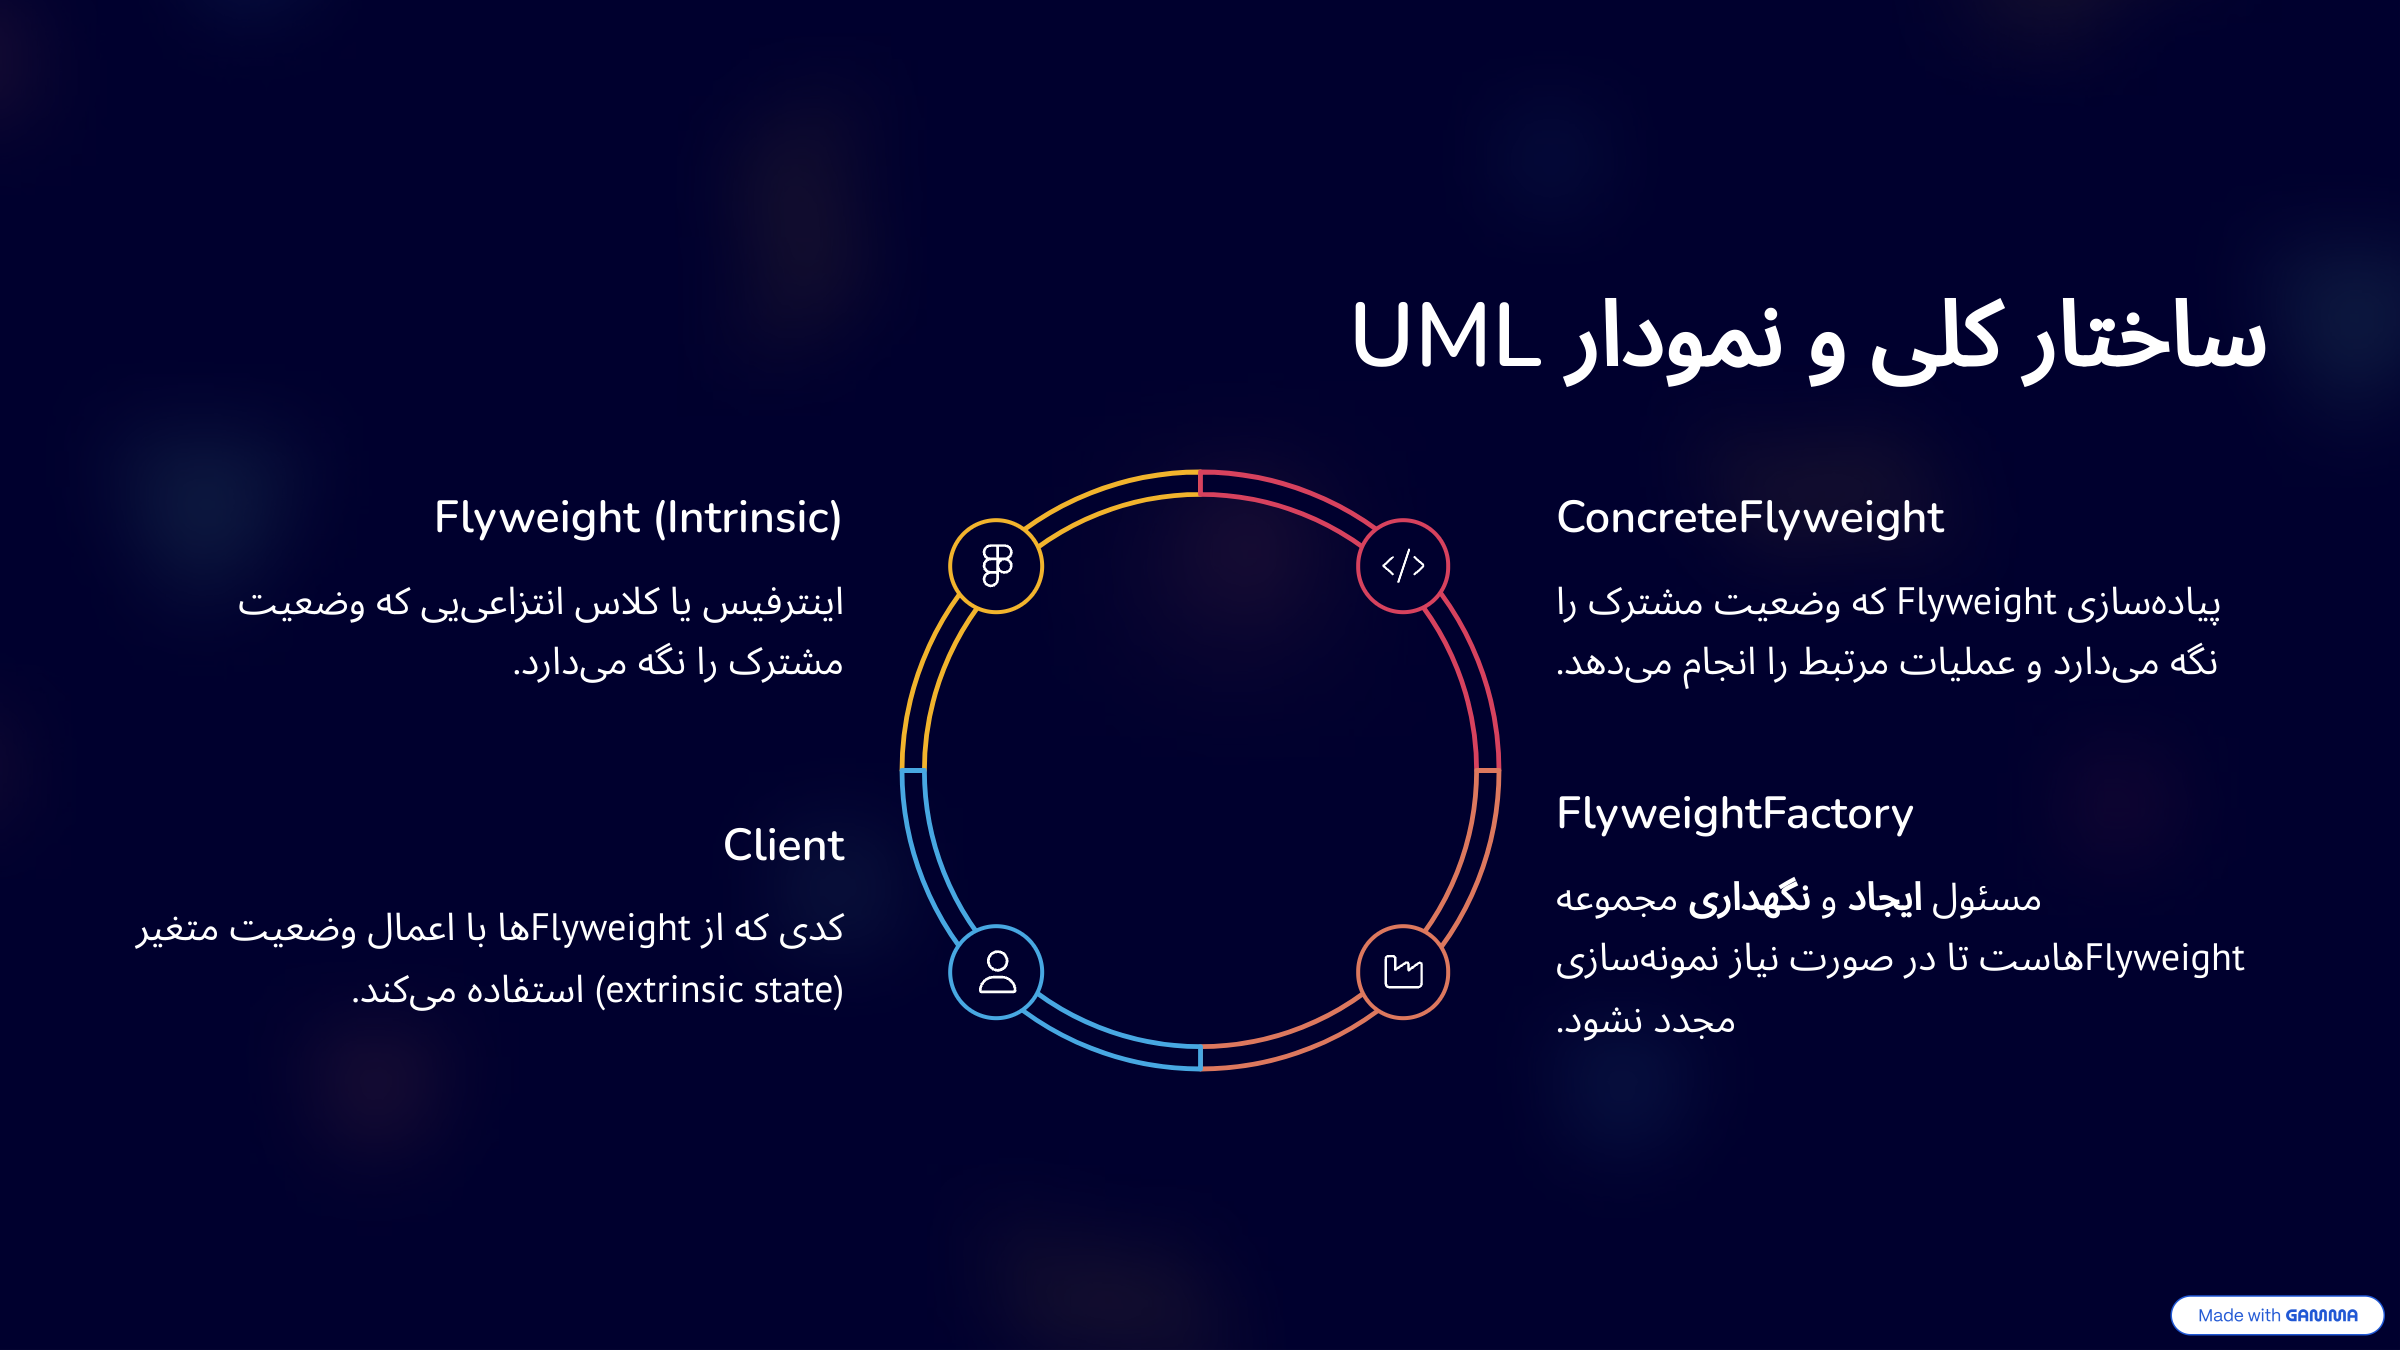 ساختار کلی و نمودار UML
Flyweight (Intrinsic)
اینترفیس یا کلاس انتزاعی‌یی که وضعیت
مشترک را نگه می‌دارد.
ConcreteFlyweight
پیاده‌سازی Flyweight که وضعیت مشترک را
نگه می‌دارد و عملیات مرتبط را انجام می‌دهد.
FlyweightFactory
مسئول ایجاد و نگهداری مجموعه
Flyweightهاست تا در صورت نیاز نمونه‌سازی
مجدد نشود.
Client
کدی که از Flyweightها با اعمال وضعیت متغیر
(extrinsic state) استفاده می‌کند.
Made with GAMMA